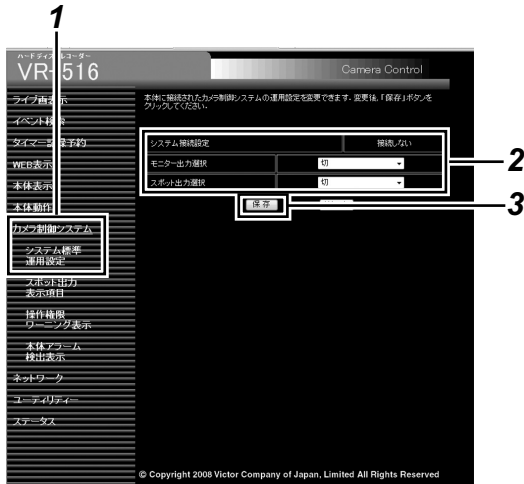 1
ハードディスクレコーダー
VR-516
Camera Control
ライブ画表示
本体に接続されたカメラ制御システムの運用設定を変更できます。変更後、「保存」ボタンを
クリックしてください。
イベント検索
タイマー記録予約
WEB表示
本体表示
本体動作
システム接続設定 接続しない
モニター出力選択 切
スポット出力選択 切
2
保存
3
カメラ制御システム
システム標準
運用設定
スポット出力
表示項目
操作権限
ワーニング表示
本体アラーム
検出表示
ネットワーク
ユーティリティー
ステータス
© Copyright 2008 Victor Company of Japan, Limited All Rights Reserved